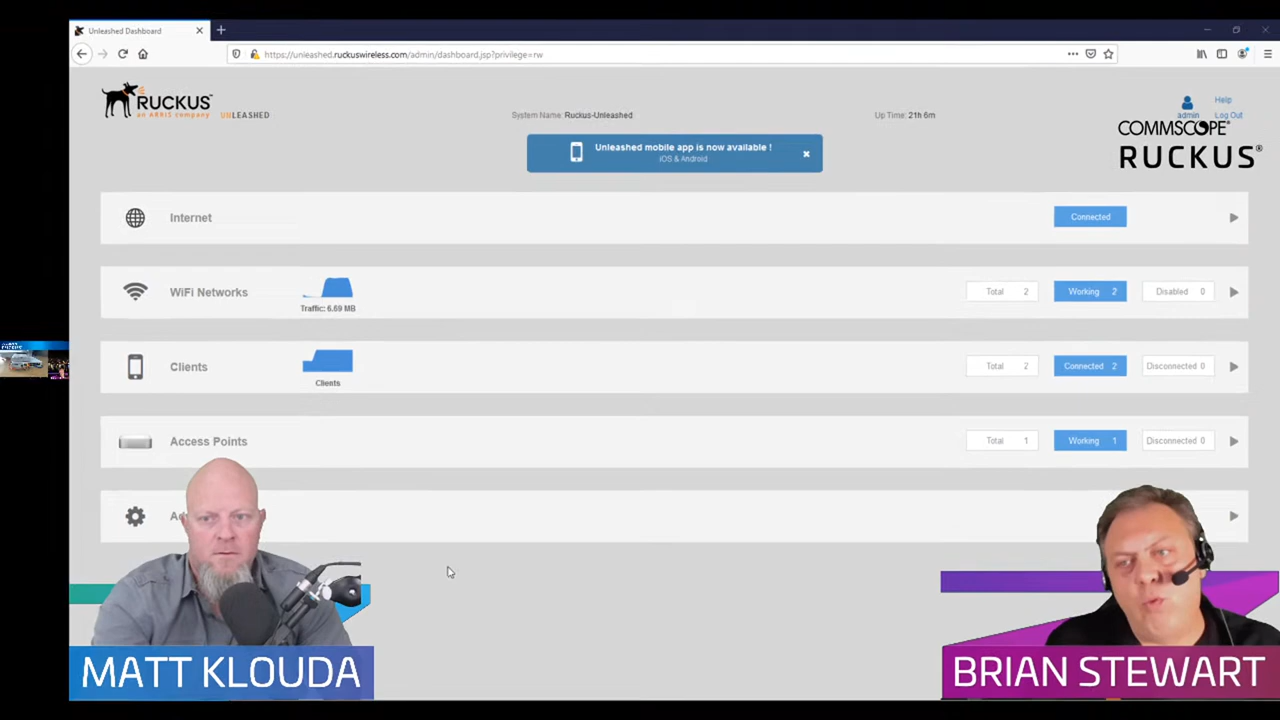 Unleashed Dashboard
https://unleashed.ruckuswireless.com/admin/dashboard.jsp?privilege=rw
RUCKUS™
an ARRIS company
UNLEASHED
System Name: Ruckus-Unleashed
Up Time: 21h 6m
admin
Help
Log Out
COMMSCOPE®
RUCKUS®
Unleashed mobile app is now available !
iOS & Android
Internet
Connected
WiFi Networks
Traffic: 6.69 MB
Total 2
Working 2
Disabled 0
Clients
Clients
Total 2
Connected 2
Disconnected 0
Access Points
Total 1
Working 1
Disconnected 0
MATT KLOUDA
BRIAN STEWART